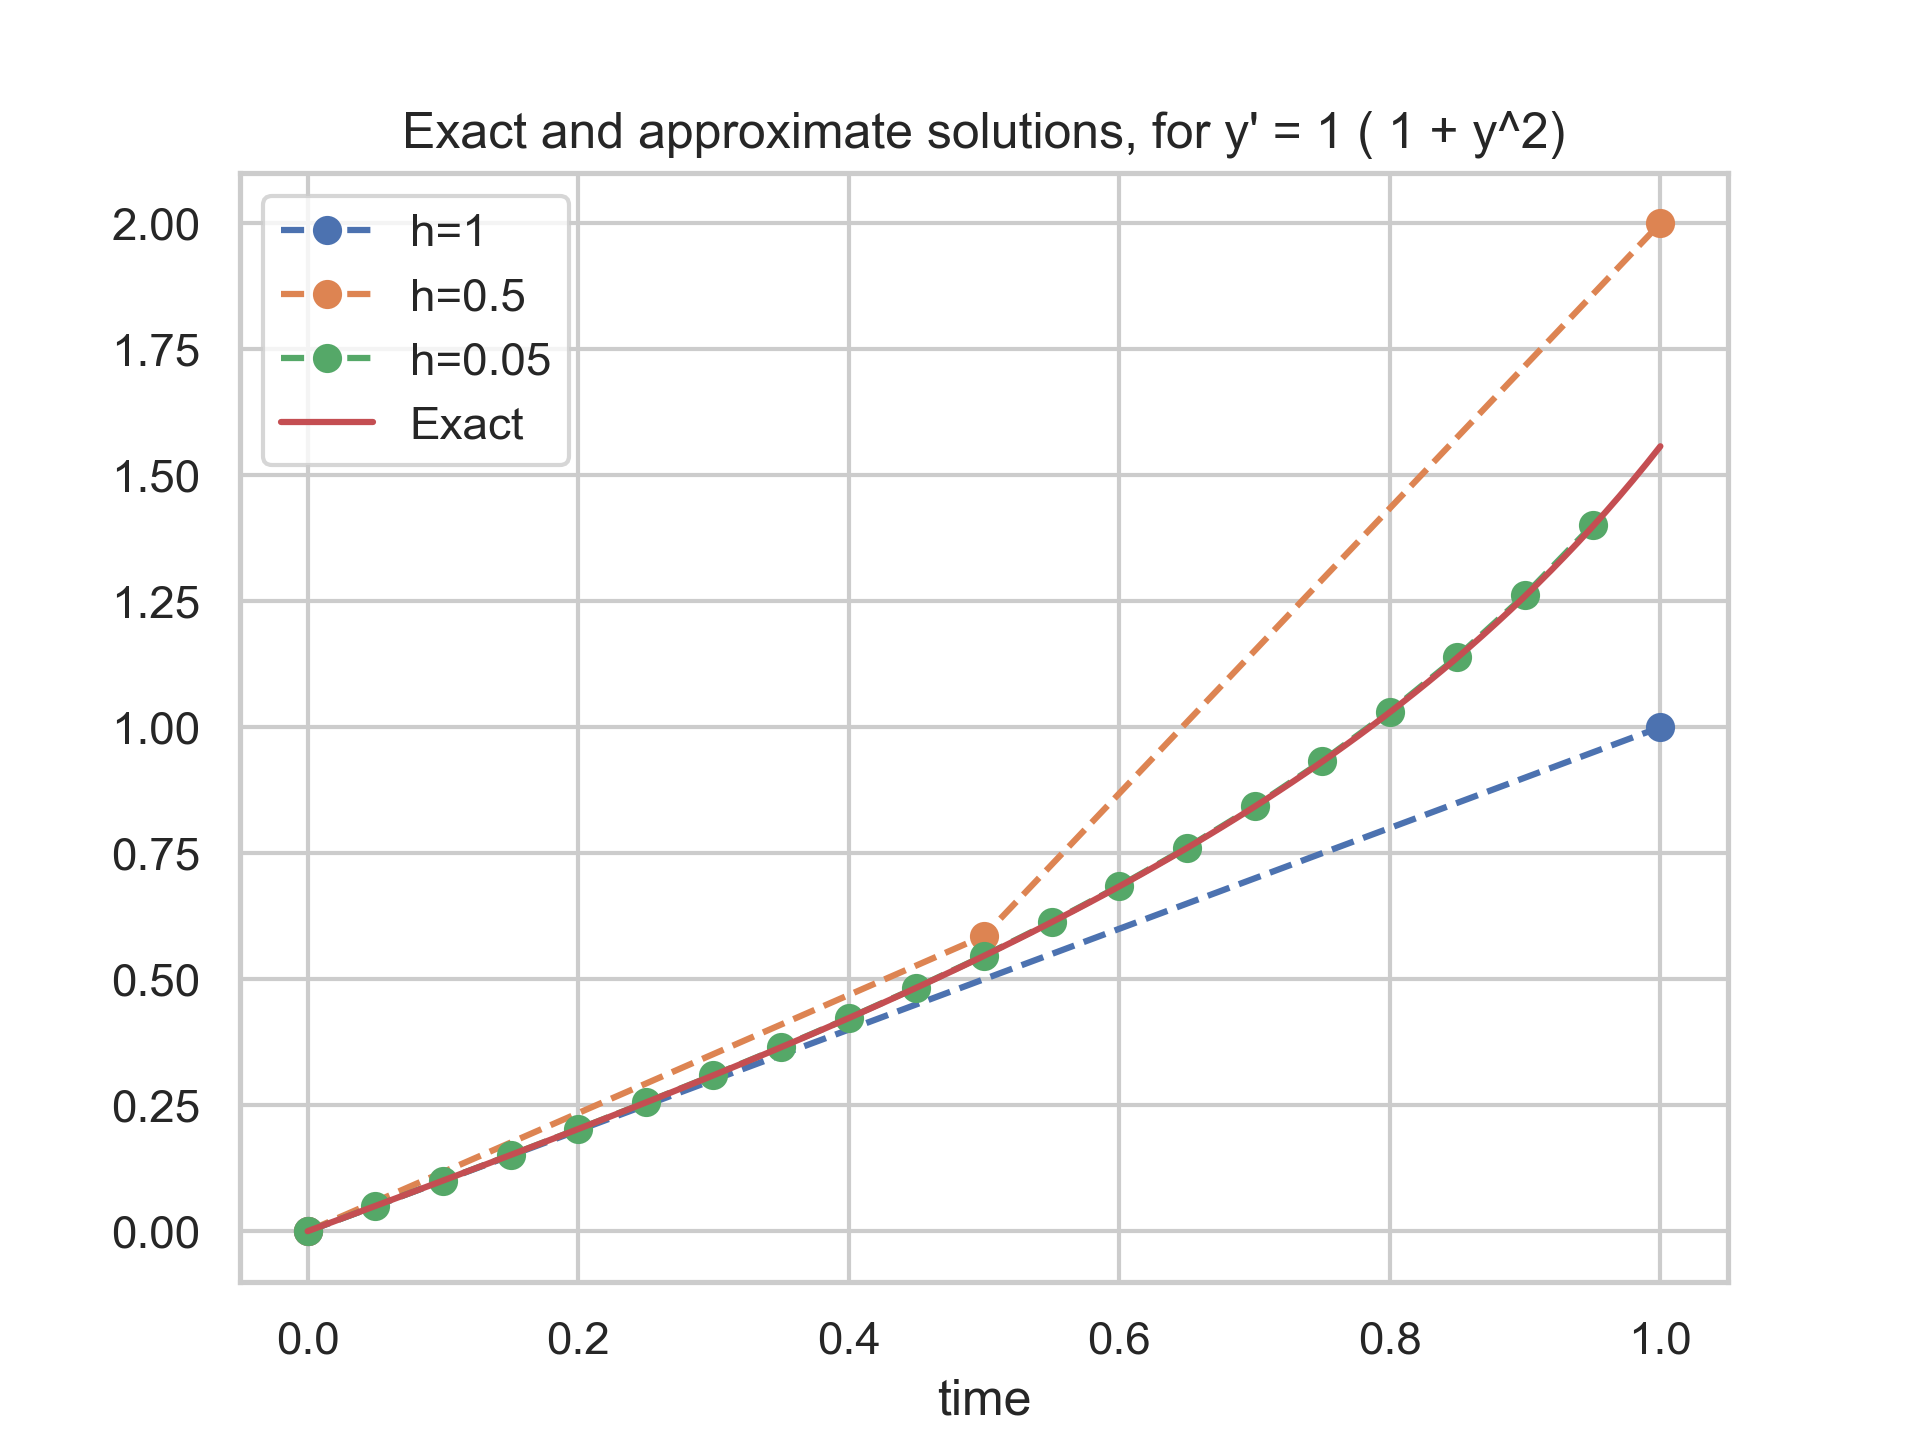 Exact and approximate solutions, for y' = 1 ( 1 + y^2)
h=1
h=0.5
h=0.05
Exact
2.00
1.75
1.50
1.25
1.00
0.75
0.50
0.25
0.00
0.0 0.2 0.4 0.6 0.8 1.0
time